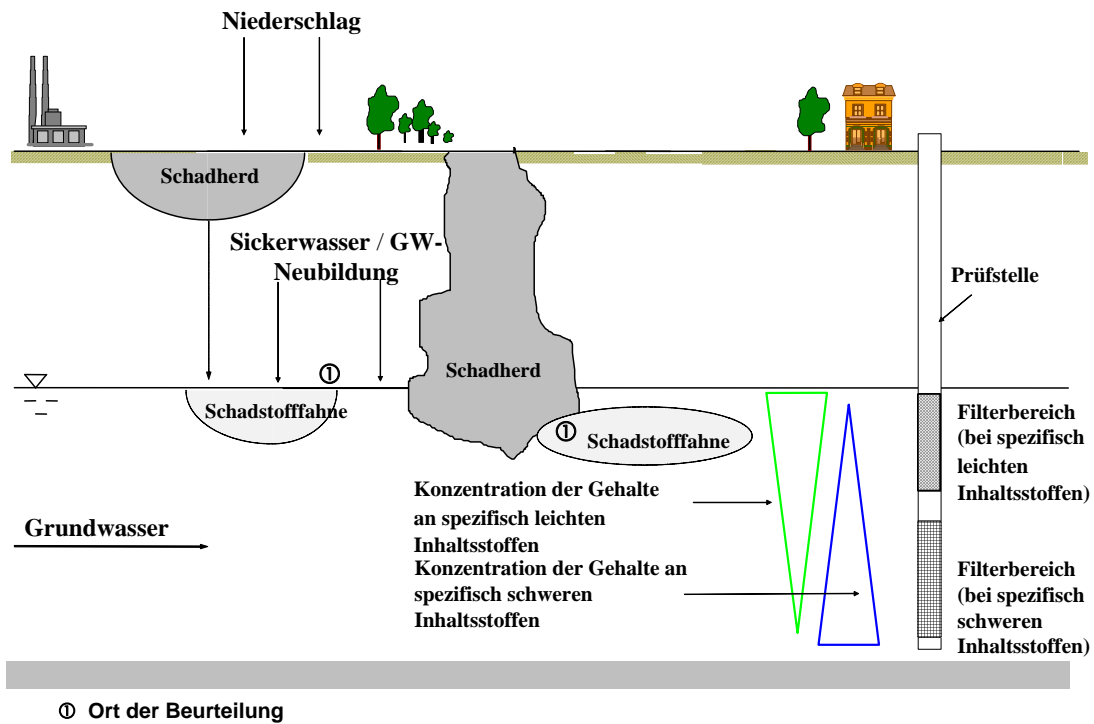 Niederschlag
Schadherd
Sickerwasser / GW-
Neubildung
Prüfstelle
Schadherd
①
Schadstofffahne
① Schadstofffahne
Filterbereich
(bei spezifisch
leichten
Inhaltsstoffen)
Konzentration der Gehalte
an spezifisch leichten
Inhaltsstoffen
Grundwasser
Konzentration der Gehalte an
spezifisch schweren
Inhaltsstoffen
Filterbereich
(bei spezifisch
schweren
Inhaltsstoffen)
① Ort der Beurteilung